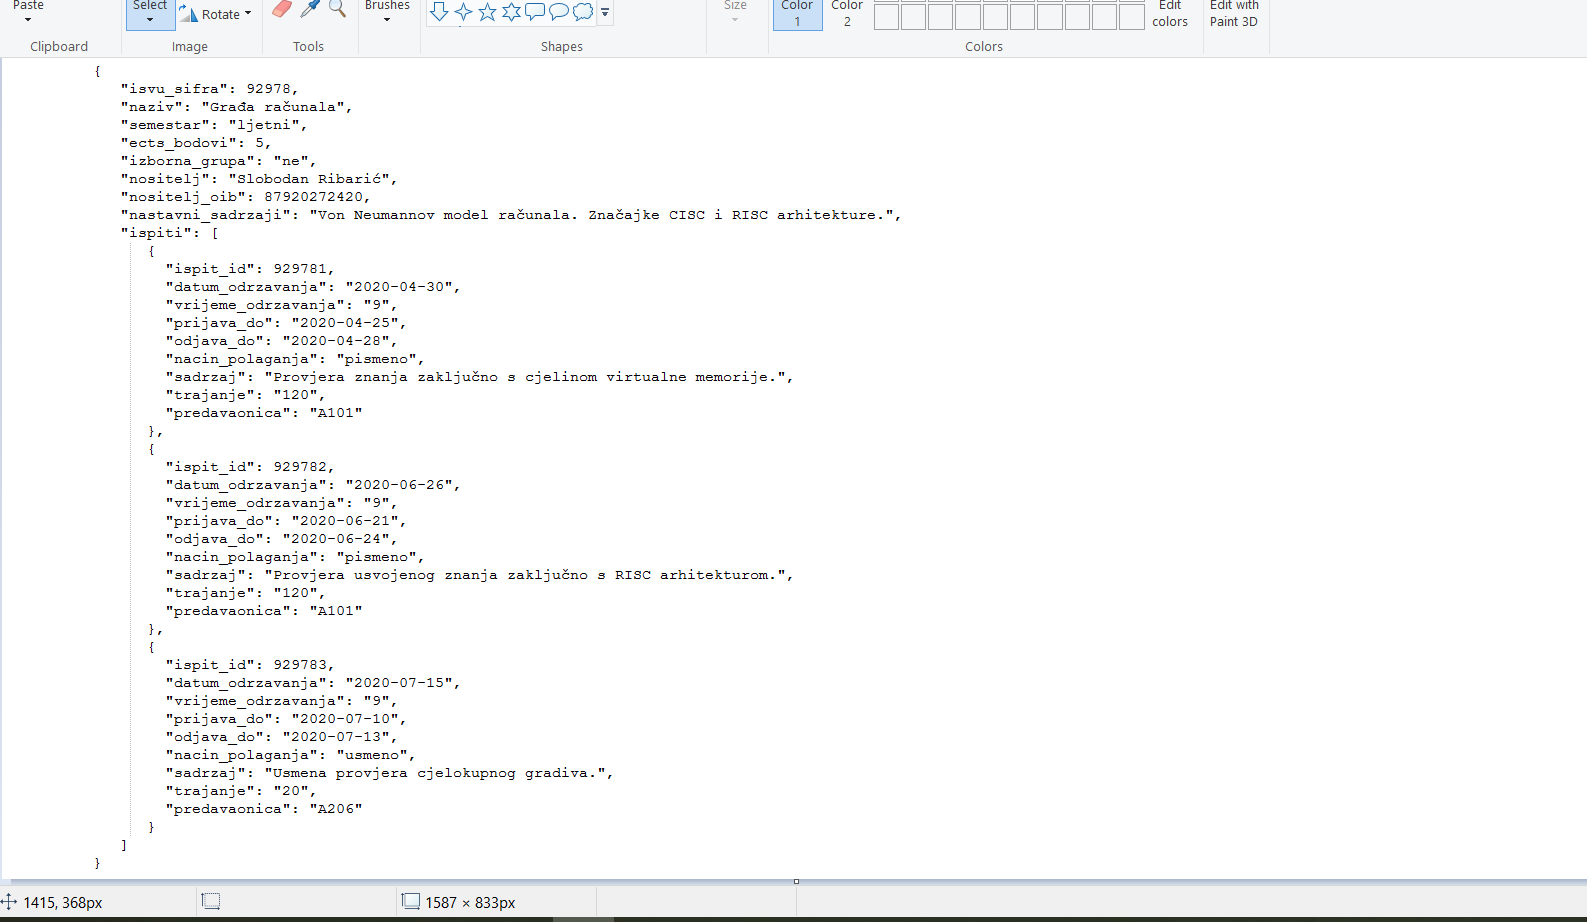 Paste
Select
Rotate
Brushes
Size
Color
1
Color
2
Edit
colors
Edit with
Paint 3D
Clipboard
Image
Tools
Shapes
Colors
{
"isvu_sifra": 92978,
"naziv": "Građa računala",
"semestar": "ljetni",
"ects_bodovi": 5,
"izborna_grupa": "ne",
"nositelj": "Slobodan Ribarić",
"nositelj_oib": 87920272420,
"nastavni_sadrzaji": "Von Neumannov model računala. Značajke CISC i RISC arhitekture.",
"ispiti": [
{
"ispit_id": 929781,
"datum_odrzavanja": "2020-04-30",
"vrijeme_odrzavanja": "9",
"prijava_do": "2020-04-25",
"odjava_do": "2020-04-28",
"nacin_polaganja": "pismeno",
"sadrzaj": "Provjera znanja zaključno s cjelinom virtualne memorije.",
"trajanje": "120",
"predavaonica": "A101"
},
{
"ispit_id": 929782,
"datum_odrzavanja": "2020-06-26",
"vrijeme_odrzavanja": "9",
"prijava_do": "2020-06-21",
"odjava_do": "2020-06-24",
"nacin_polaganja": "pismeno",
"sadrzaj": "Provjera usvojenog znanja zaključno s RISC arhitekturom.",
"trajanje": "120",
"predavaonica": "A101"
},
{
"ispit_id": 929783,
"datum_odrzavanja": "2020-07-15",
"vrijeme_odrzavanja": "9",
"prijava_do": "2020-07-10",
"odjava_do": "2020-07-13",
"nacin_polaganja": "usmeno",
"sadrzaj": "Usmena provjera cjelokupnog gradiva.",
"trajanje": "20",
"predavaonica": "A206"
}
]
}
1415, 368px
1587 × 833px